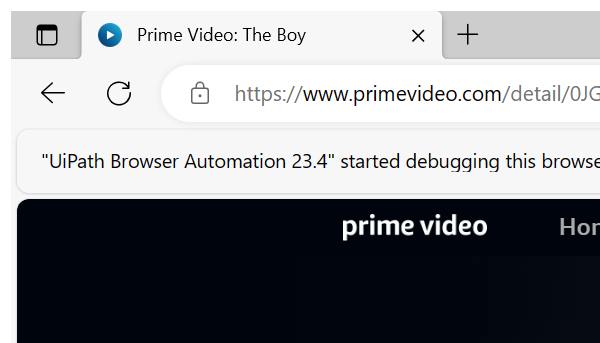 Prime Video: The Boy
https://www.primevideo.com/detail/0JG
"UiPath Browser Automation 23.4" started debugging this browse
prime video
Hor